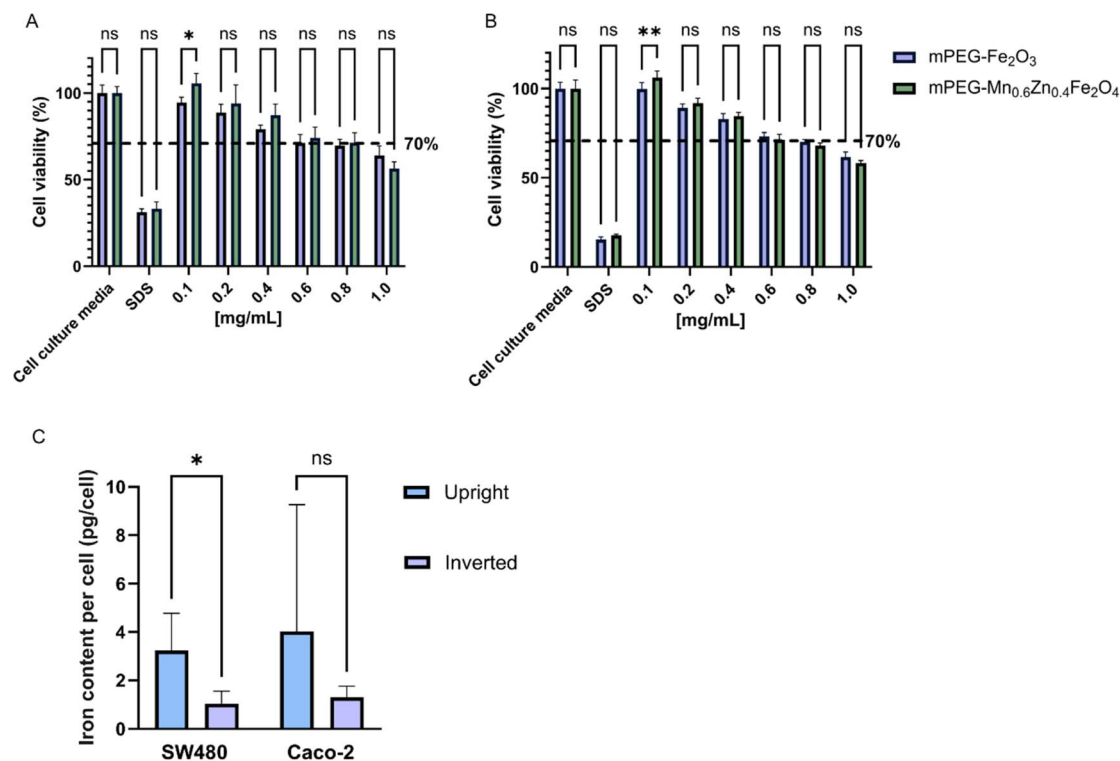 A
ns ns * ns ns ns ns ns
Cell viability (%)
100
50
0
70%
Cell culture media SDS 0.1 0.2 0.4 0.6 0.8 1.0
[mg/mL]
B
ns ns ** ns ns ns ns ns
Cell viability (%)
100
50
0
70%
Cell culture media SDS 0.1 0.2 0.4 0.6 0.8 1.0
[mg/mL]
mPEG-Fe₂O₃
mPEG-Mn₀.₆Zn₀.₄Fe₂O₄
C
* ns
Iron content per cell (pg/cell)
10
8
6
4
2
0
SW480 Caco-2
Upright
Inverted